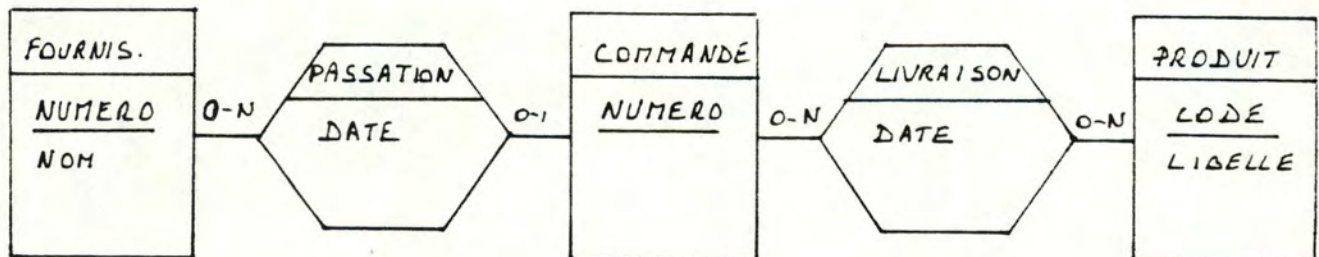 FOURNIS.
NUMERO
NOM
0-N
PASSATION
DATE
0-1
COMMANDE
NUMERO
0-N
LIVRAISON
DATE
0-N
PRODUIT
CODE
LIBELLE